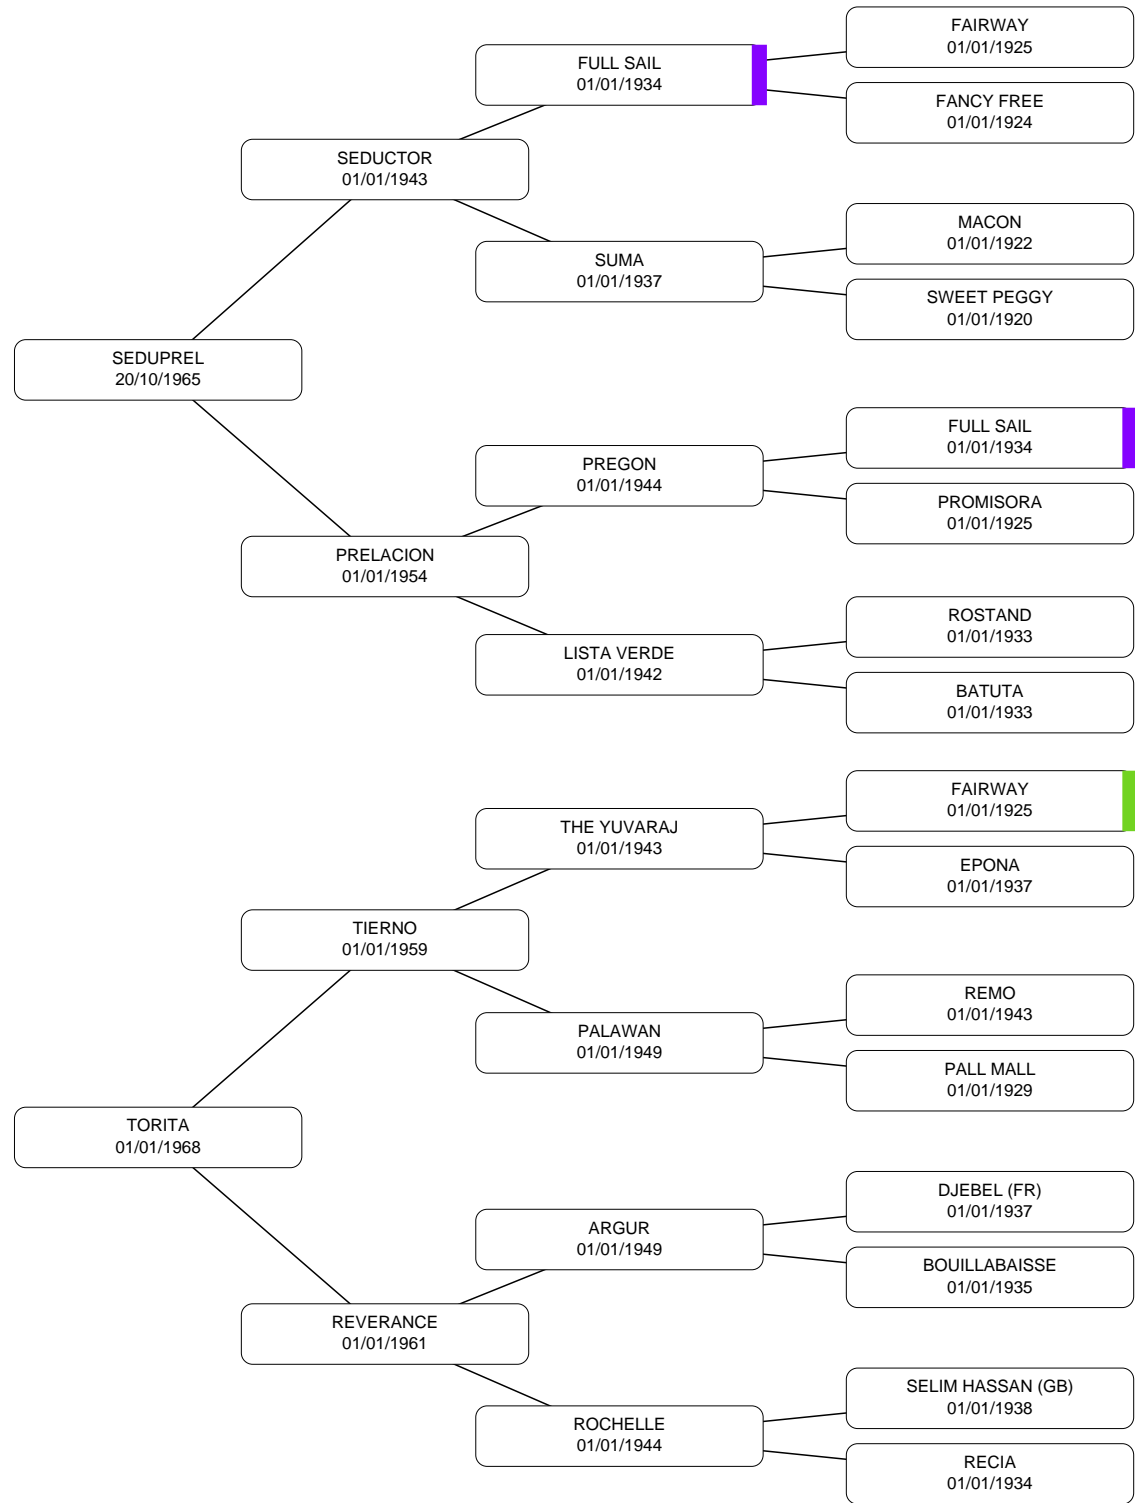 FAIRWAY
01/01/1925
FULL SAIL
01/01/1934
FANCY FREE
01/01/1924
SEDUCTOR
01/01/1943
MACON
01/01/1922
SUMA
01/01/1937
SWEET PEGGY
01/01/1920
SEDUPREL
20/10/1965
FULL SAIL
01/01/1934
PREGON
01/01/1944
PROMISORA
01/01/1925
PRELACION
01/01/1954
ROSTAND
01/01/1933
LISTA VERDE
01/01/1942
BATUTA
01/01/1933
FAIRWAY
01/01/1925
THE YUVARAJ
01/01/1943
EPONA
01/01/1937
TIERNO
01/01/1959
REMO
01/01/1943
PALAWAN
01/01/1949
PALL MALL
01/01/1929
TORITA
01/01/1968
DJEBEL (FR)
01/01/1937
ARGUR
01/01/1949
BOUILLABAISSE
01/01/1935
REVERANCE
01/01/1961
SELIM HASSAN (GB)
01/01/1938
ROCHELLE
01/01/1944
RECIA
01/01/1934